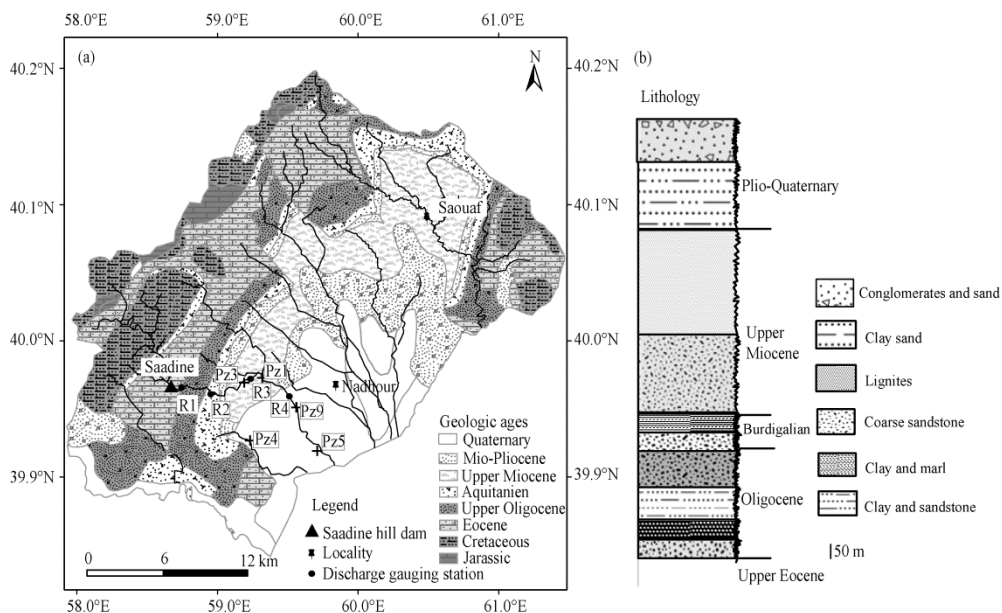 58.0°E 59.0°E 60.0°E 61.0°E
(a)
N
40.2°N
40.1°N
40.0°N
39.9°N
40.2°N
40.1°N
40.0°N
39.9°N
Saouaf
Saadine
Nadhour
R1
R2
Pz3
R3
Pz1
R4
Pz9
Pz4
Pz5
Geologic ages
Quaternary
Mio-Pliocene
Upper Miocene
Aquitanien
Upper Oligocene
Eocene
Cretaceous
Jarassic
Legend
Saadine hill dam
Locality
Discharge gauging station
0 6 12 km
58.0°E 59.0°E 60.0°E 61.0°E
(b)
Lithology
Plio-Quaternary
Upper
Miocene
Burdigalian
Oligocene
Upper Eocene
Conglomerates and sand
Clay sand
Lignites
Coarse sandstone
Clay and marl
Clay and sandstone
50 m